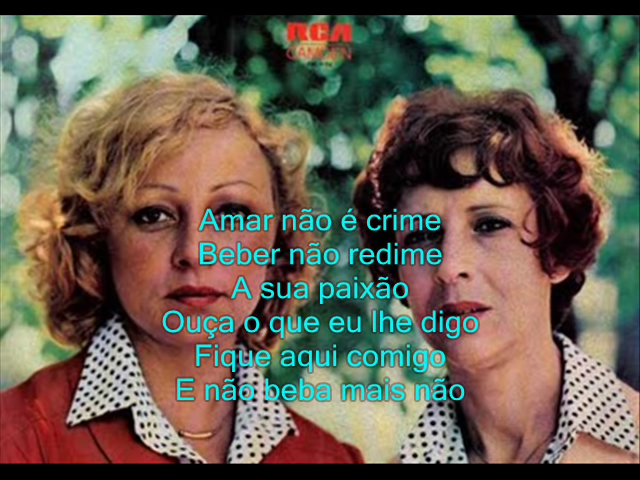 RCA
CAMDEN
Amar não é crime
Beber não redime
A sua paixão
Ouça o que eu lhe digo
Fique aqui comigo
E não beba mais não